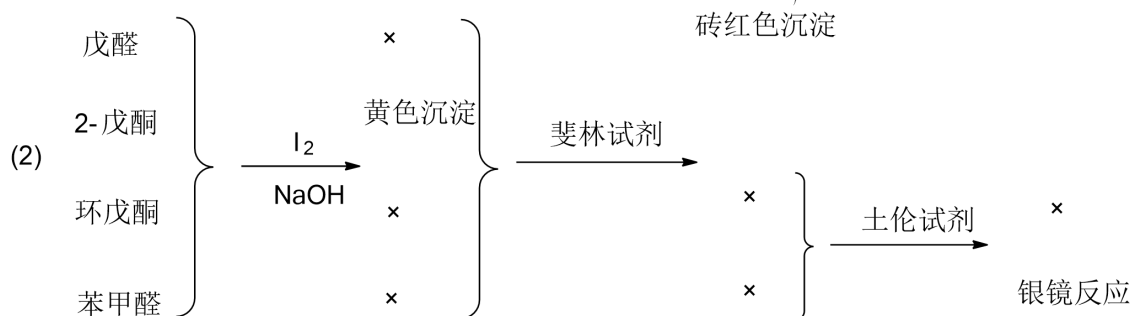 砖红色沉淀
戊醛 ×
2-戊酮 黄色沉淀
(2) I2 斐林试剂
NaOH
环戊酮 × × 土伦试剂 ×
苯甲醛 × × 银镜反应